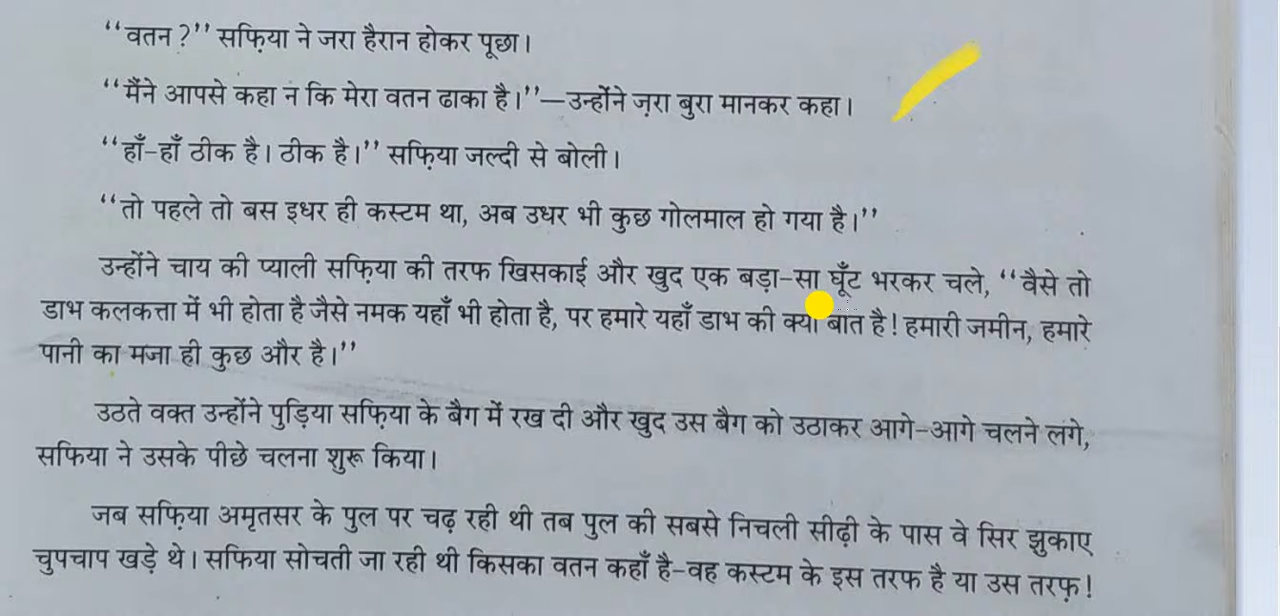 ‘‘वतन ?’’ सफ़िया ने जरा हैरान होकर पूछा।
‘‘मैंने आपसे कहा न कि मेरा वतन ढाका है।’’—उन्होंने ज़रा बुरा मानकर कहा।
‘‘हाँ-हाँ ठीक है। ठीक है।’’ सफ़िया जल्दी से बोली।
‘‘तो पहले तो बस इधर ही कस्टम था, अब उधर भी कुछ गोलमाल हो गया है।’’
उन्होंने चाय की प्याली सफ़िया की तरफ खिसकाई और खुद एक बड़ा-सा घूँट भरकर चले, ‘‘वैसे तो
डाभ कलकत्ता में भी होता है जैसे नमक यहाँ भी होता है, पर हमारे यहाँ डाभ की क्या बात है! हमारी जमीन, हमारे
पानी का मजा ही कुछ और है।’’
उठते वक्त उन्होंने पुड़िया सफ़िया के बैग में रख दी और खुद उस बैग को उठाकर आगे-आगे चलने लगे,
सफिया ने उसके पीछे चलना शुरू किया।
जब सफ़िया अमृतसर के पुल पर चढ़ रही थी तब पुल की सबसे निचली सीढ़ी के पास वे सिर झुकाए
चुपचाप खड़े थे। सफिया सोचती जा रही थी किसका वतन कहाँ है-वह कस्टम के इस तरफ है या उस तरफ़!